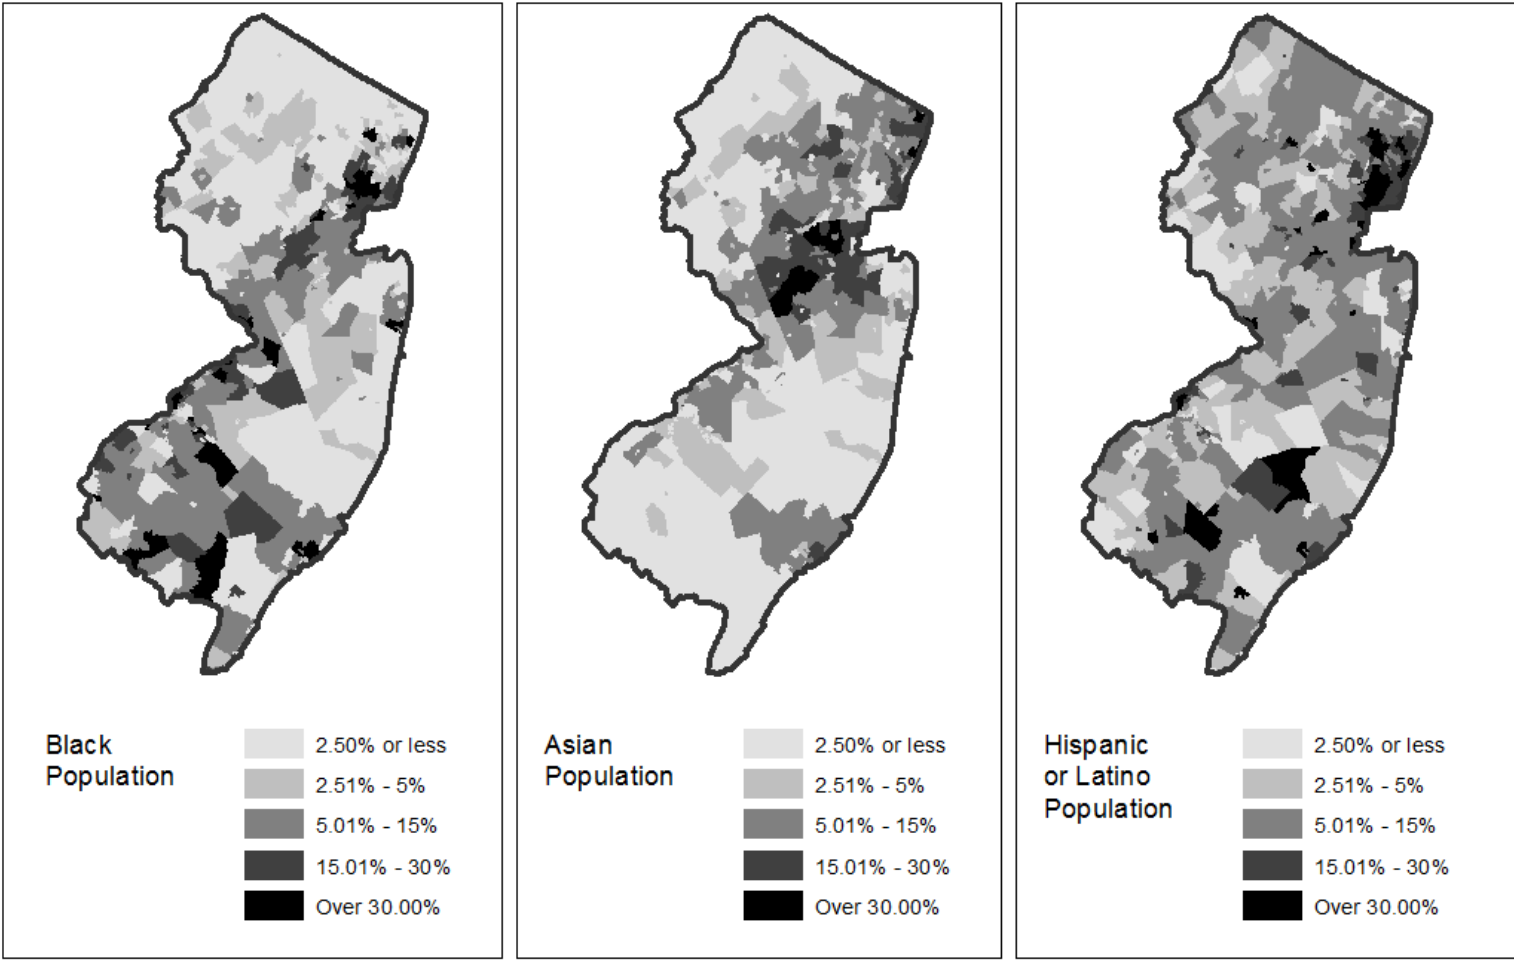 Black
Population
2.50% or less
2.51% - 5%
5.01% - 15%
15.01% - 30%
Over 30.00%
Asian
Population
2.50% or less
2.51% - 5%
5.01% - 15%
15.01% - 30%
Over 30.00%
Hispanic
or Latino
Population
2.50% or less
2.51% - 5%
5.01% - 15%
15.01% - 30%
Over 30.00%